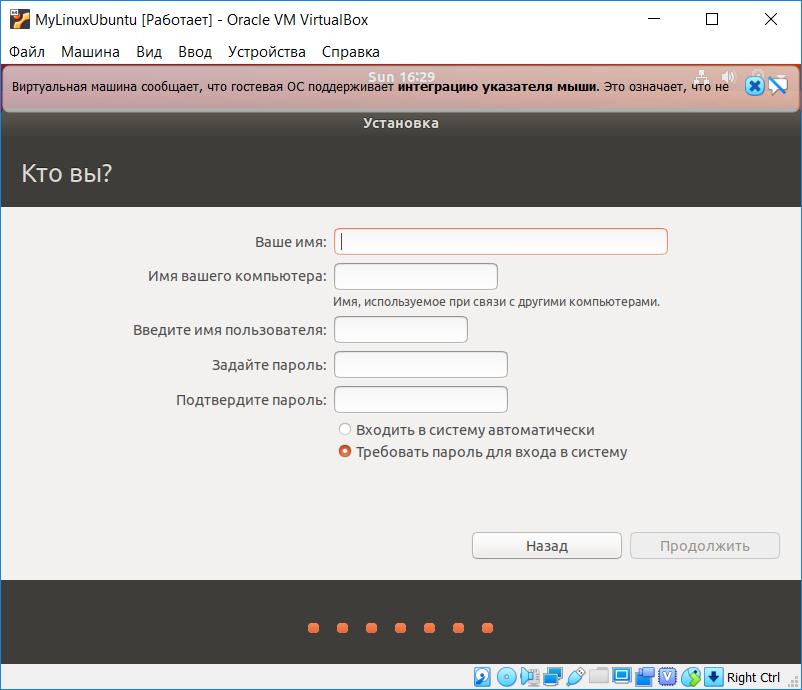 MyLinuxUbuntu [Работает] - Oracle VM VirtualBox
Файл Машина Вид Ввод Устройства Справка
Sun 16:29
Виртуальная машина сообщает, что гостевая ОС поддерживает интеграцию указателя мыши. Это означает, что не
Установка
Кто вы?
Ваше имя:
Имя вашего компьютера:
Имя, используемое при связи с другими компьютерами.
Введите имя пользователя:
Задайте пароль:
Подтвердите пароль:
Входить в систему автоматически
Требовать пароль для входа в систему
Назад Продолжить
Right Ctrl